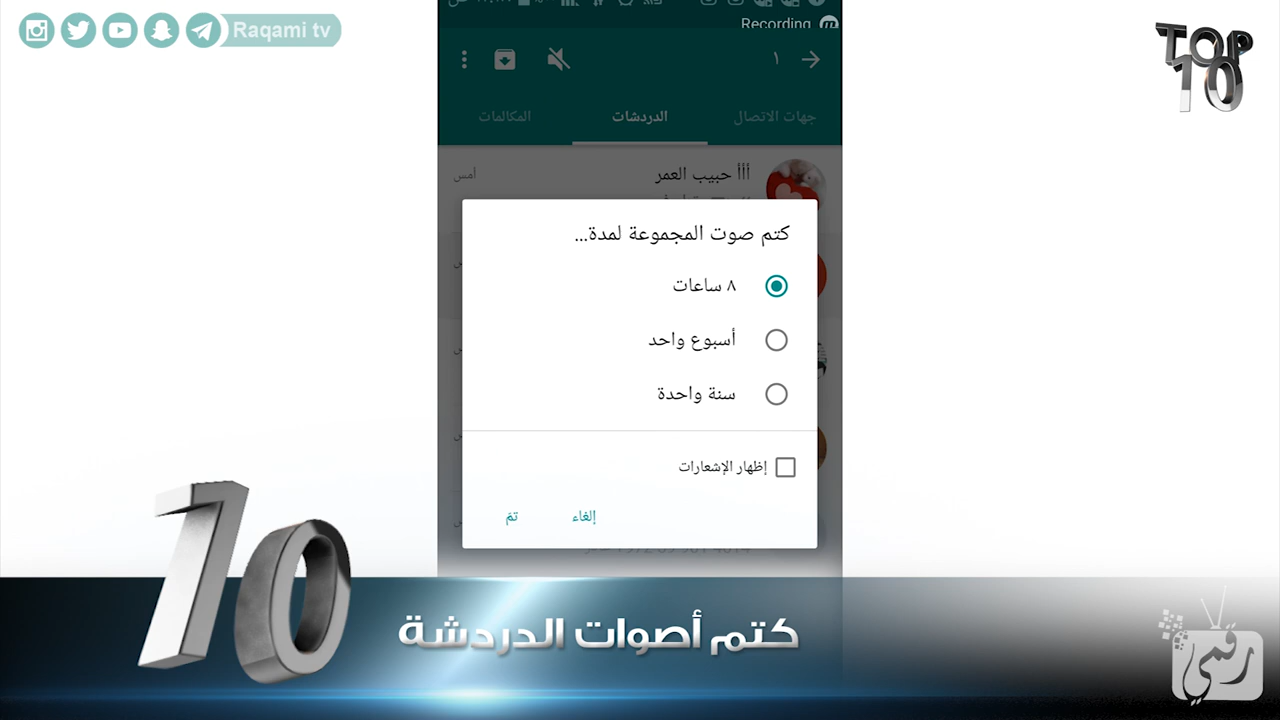 Raqami tv
TOP
10
Recording
١
جهات الاتصال
الدردشات
المكالمات
أأأ حبيب العمر
أمس
كتم صوت المجموعة لمدة...
٨ ساعات
أسبوع واحد
سنة واحدة
إظهار الإشعارات
إلغاء
تمّ
10
كتم أصوات الدردشة
رقمي